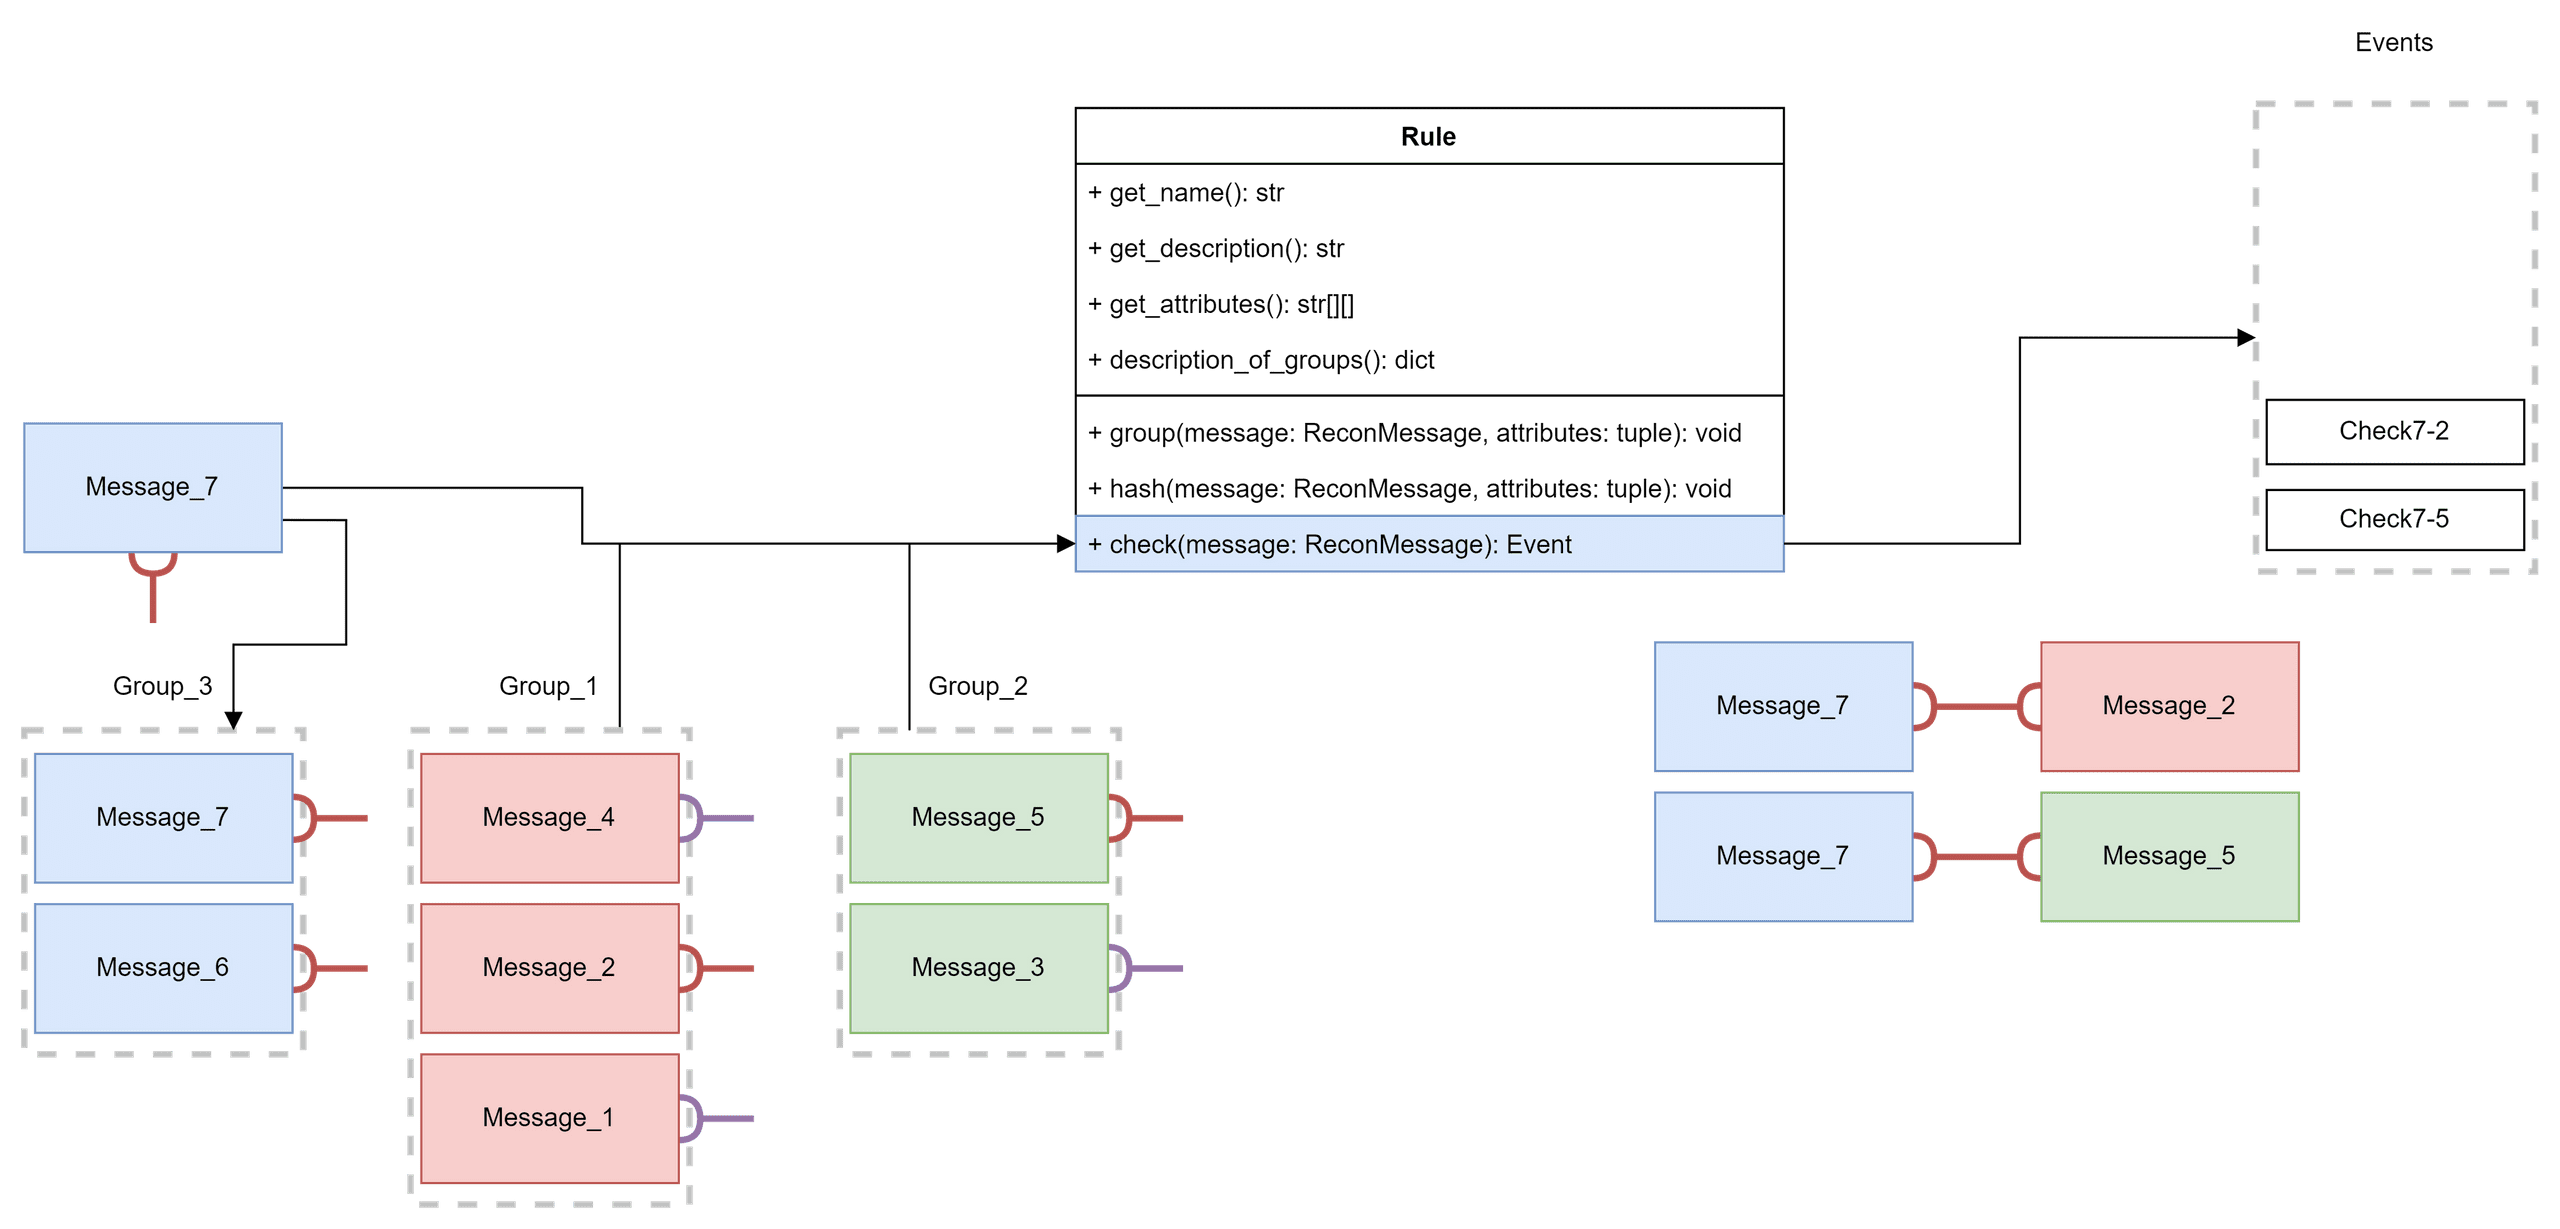 Events
Rule
+ get_name(): str
+ get_description(): str
+ get_attributes(): str[][]
+ description_of_groups(): dict
+ group(message: ReconMessage, attributes: tuple): void
+ hash(message: ReconMessage, attributes: tuple): void
+ check(message: ReconMessage): Event
Check7-2
Check7-5
Message_7
Group_3
Group_1
Group_2
Message_7
Message_6
Message_4
Message_2
Message_1
Message_5
Message_3
Message_7
Message_2
Message_7
Message_5